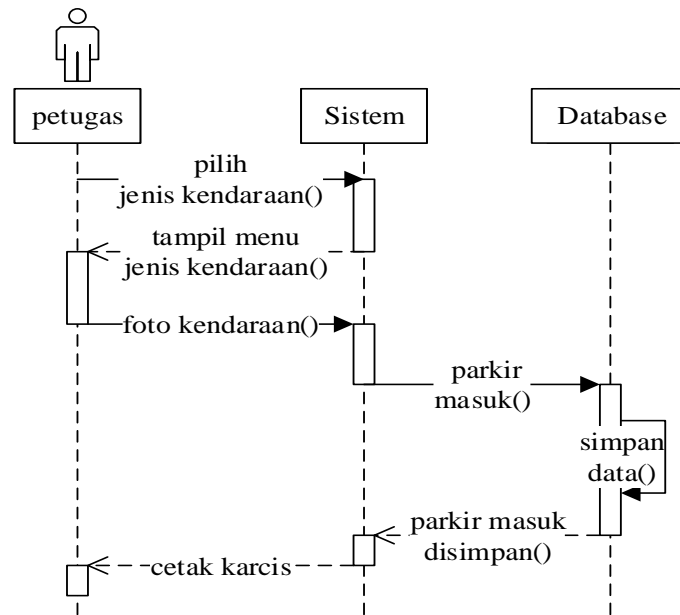 petugas
Sistem
Database
pilih
jenis kendaraan()
tampil menu
jenis kendaraan()
foto kendaraan()
parkir
masuk()
simpan
data()
parkir masuk
disimpan()
cetak karcis